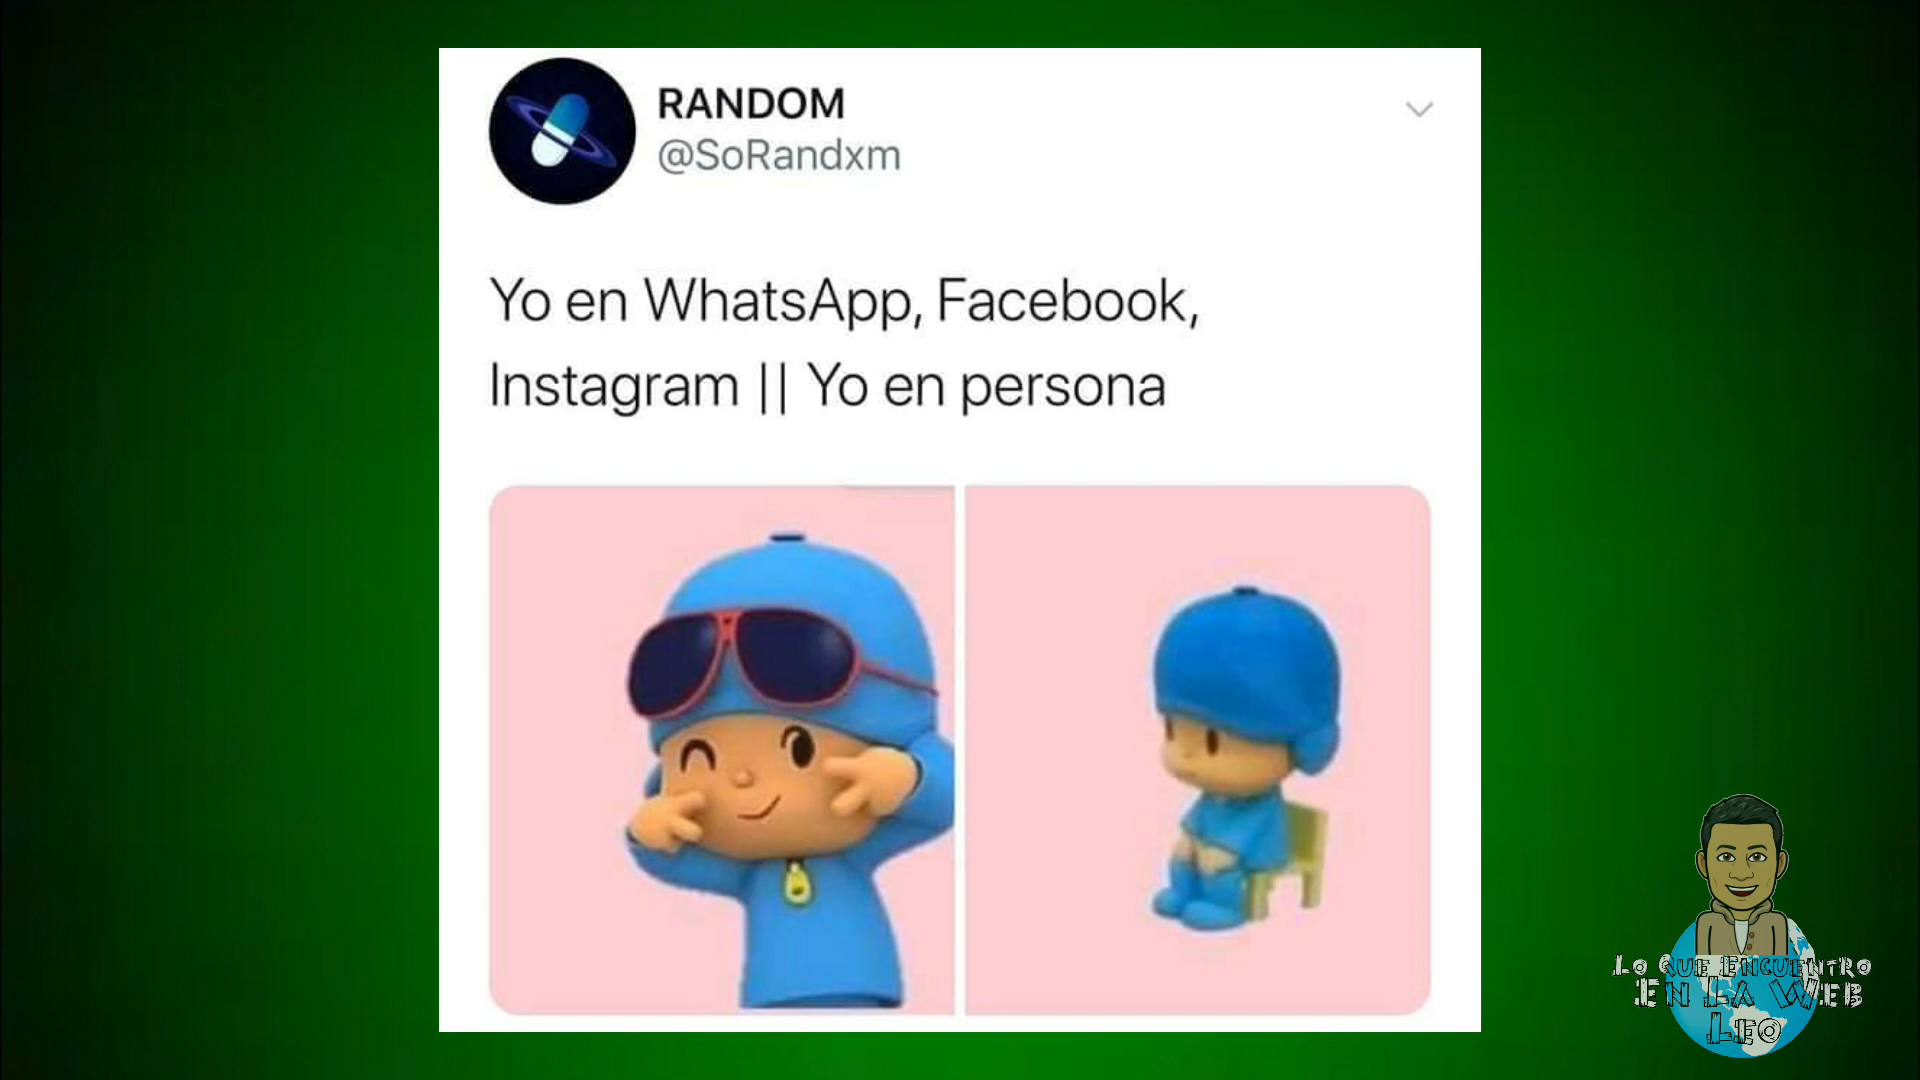 RANDOM
@SoRandxm
Yo en WhatsApp, Facebook,
Instagram || Yo en persona
Lo Que Encuentro
En La Web
Leo